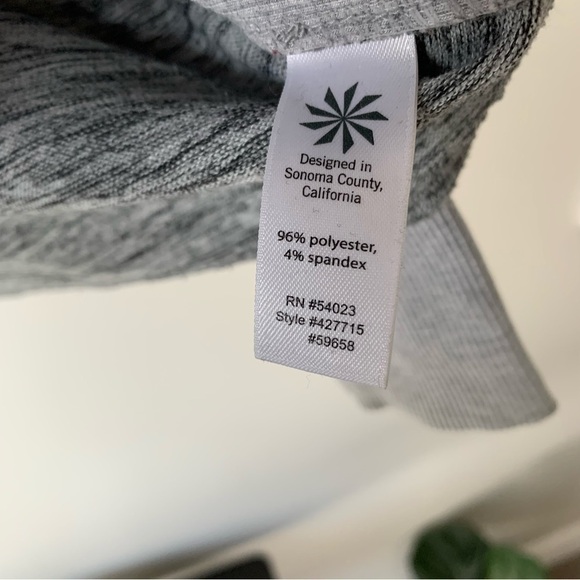 Designed in
Sonoma County,
California
96% polyester,
4% spandex
RN #54023
Style #427715
#59658